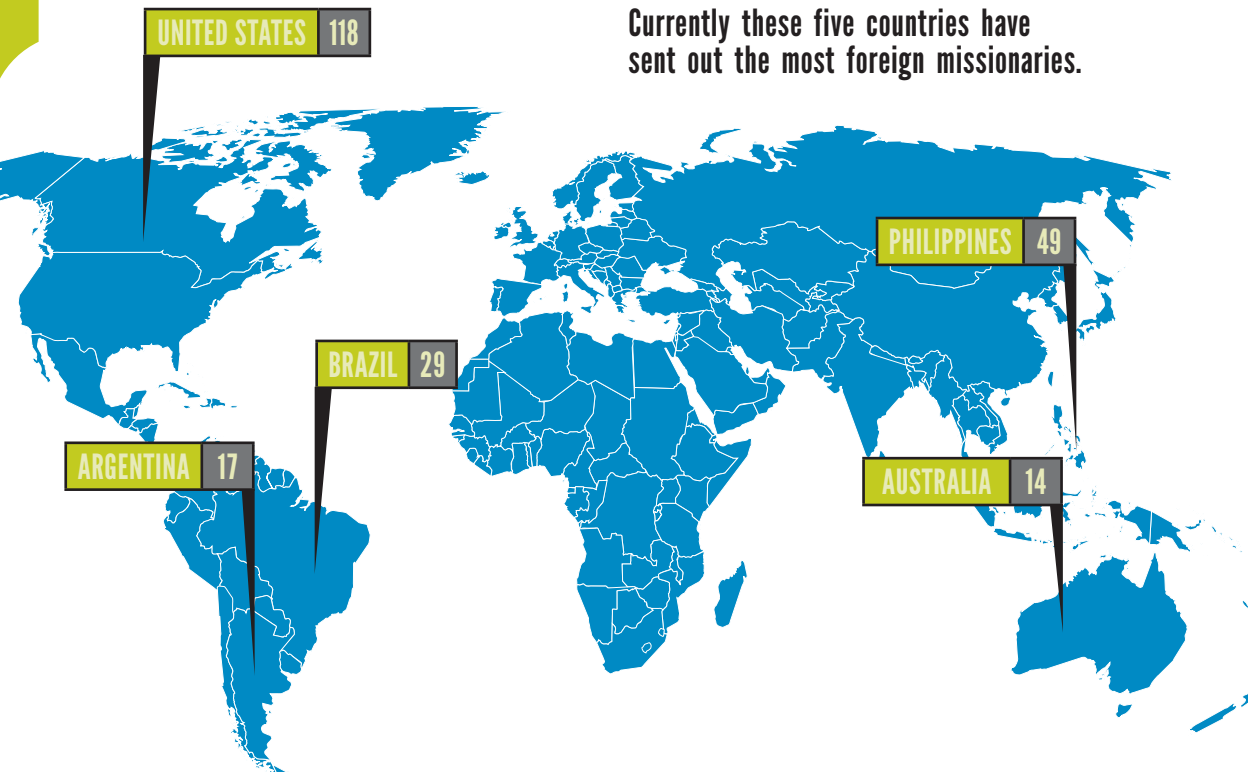 Currently these five countries have
sent out the most foreign missionaries.
UNITED STATES 118
PHILIPPINES 49
BRAZIL 29
ARGENTINA 17
AUSTRALIA 14